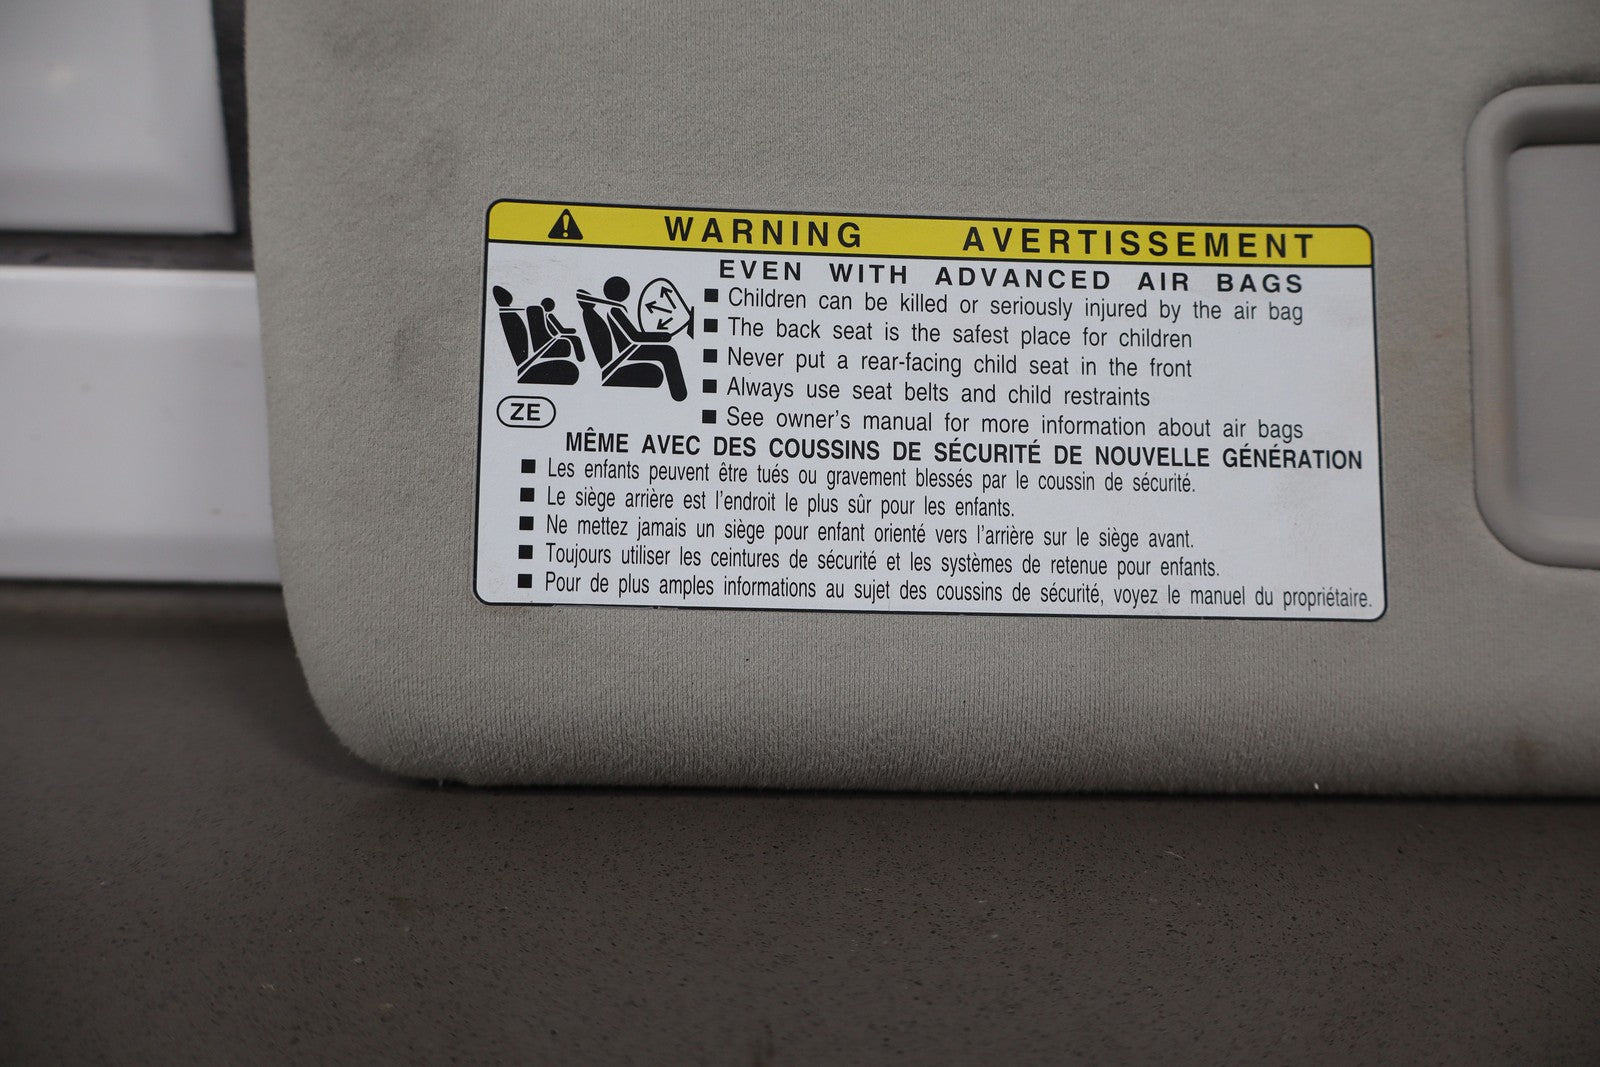 WARNING AVERTISSEMENT
EVEN WITH ADVANCED AIR BAGS
■ Children can be killed or seriously injured by the air bag
■ The back seat is the safest place for children
■ Never put a rear-facing child seat in the front
■ Always use seat belts and child restraints
■ See owner's manual for more information about air bags
ZE
MÊME AVEC DES COUSSINS DE SÉCURITÉ DE NOUVELLE GÉNÉRATION
■ Les enfants peuvent être tués ou gravement blessés par le coussin de sécurité.
■ Le siège arrière est l'endroit le plus sûr pour les enfants.
■ Ne mettez jamais un siège pour enfant orienté vers l'arrière sur le siège avant.
■ Toujours utiliser les ceintures de sécurité et les systèmes de retenue pour enfants.
■ Pour de plus amples informations au sujet des coussins de sécurité, voyez le manuel du propriétaire.